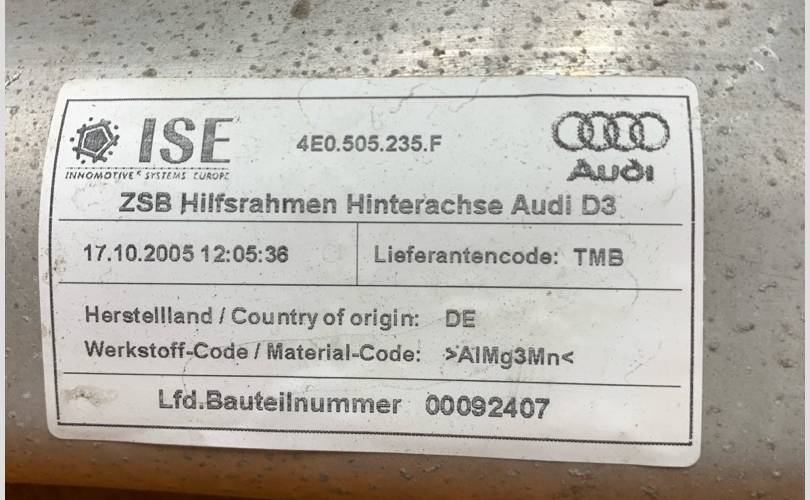 ISE
4E0.505.235.F
INNOMOTIVE SYSTEMS EUROPE
Audi
ZSB Hilfsrahmen Hinterachse Audi D3
17.10.2005 12:05:36
Lieferantencode: TMB
Herstellland / Country of origin: DE
Werkstoff-Code / Material-Code: >AlMg3Mn<
Lfd.Bauteilnummer 00092407